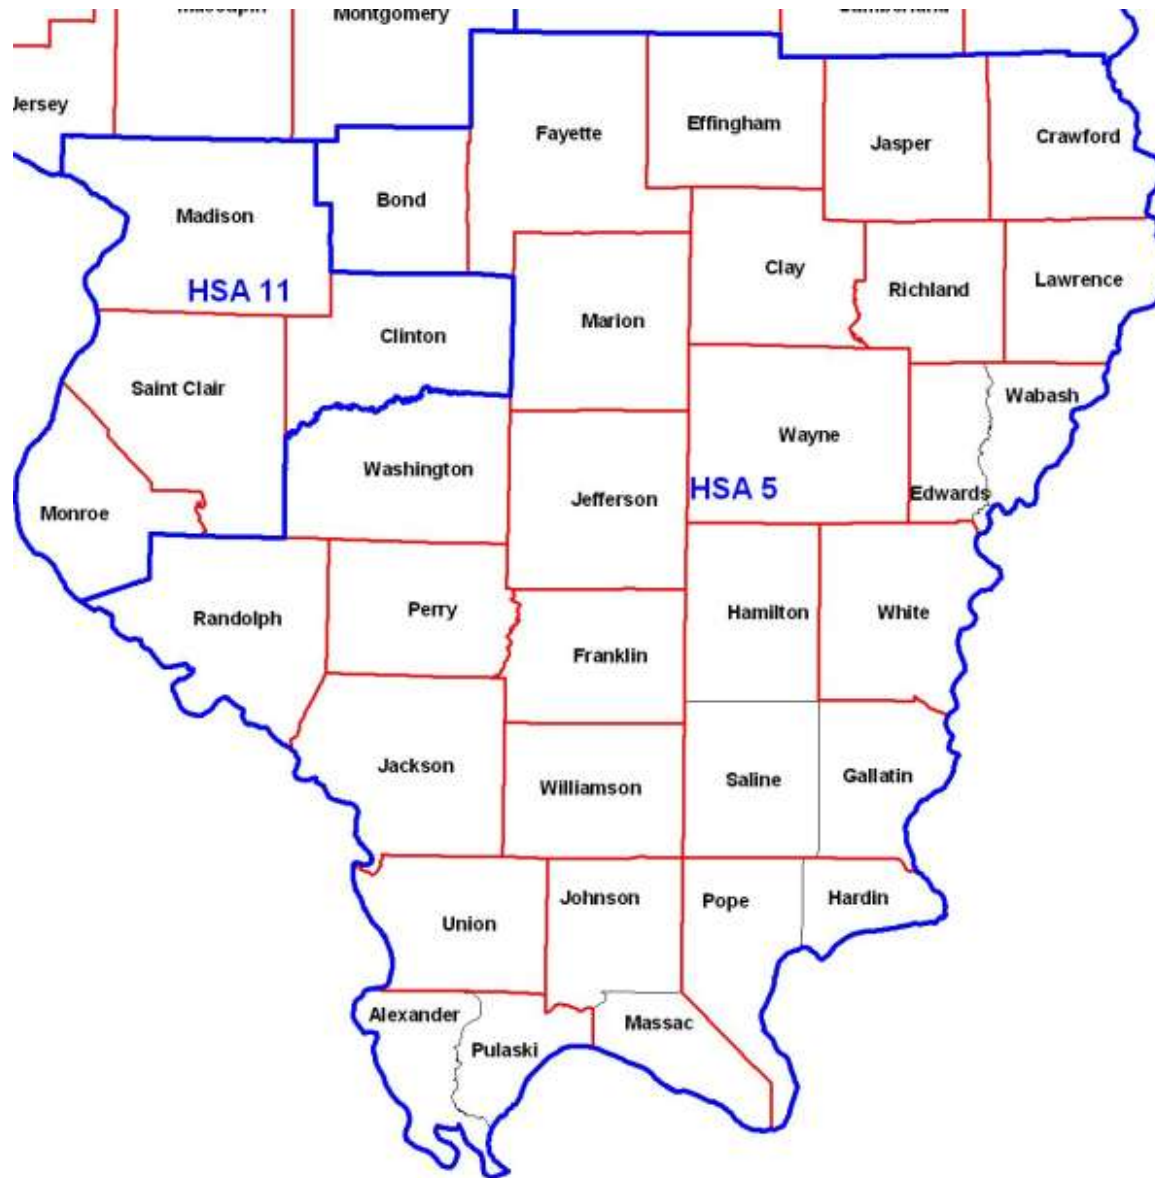 Macoupin
Montgomery
Cumberland
Jersey
Fayette
Effingham
Jasper
Crawford
Madison
Bond
HSA 11
Clay
Richland
Lawrence
Clinton
Marion
Saint Clair
Wabash
Wayne
Washington
Jefferson
HSA 5
Edwards
Monroe
Randolph
Perry
Hamilton
White
Franklin
Jackson
Williamson
Saline
Gallatin
Union
Johnson
Pope
Hardin
Alexander
Pulaski
Massac